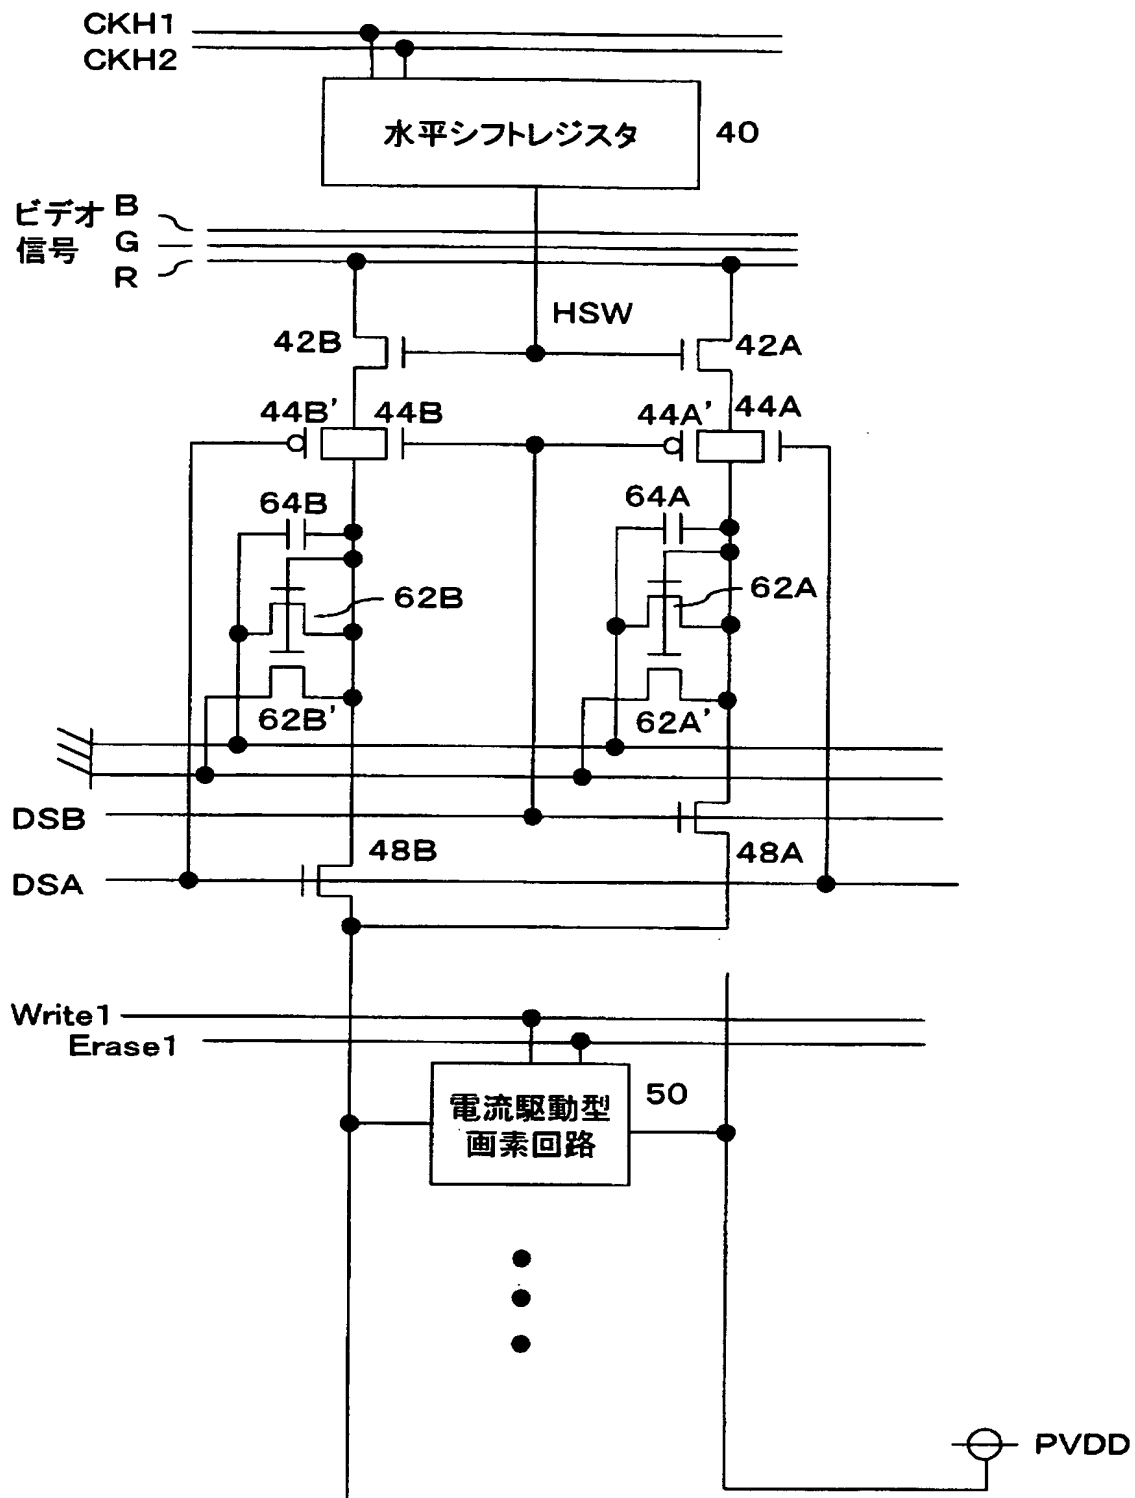 CKH1
CKH2
水平シフトレジスタ 40
ビデオ
信号
B
G
R
HSW
42B
42A
44B'
44B
44A'
44A
64B
64A
62B
62A
62B'
62A'
DSB
48B
48A
DSA
Write1
Erase1
50
電流駆動型
画素回路
PVDD